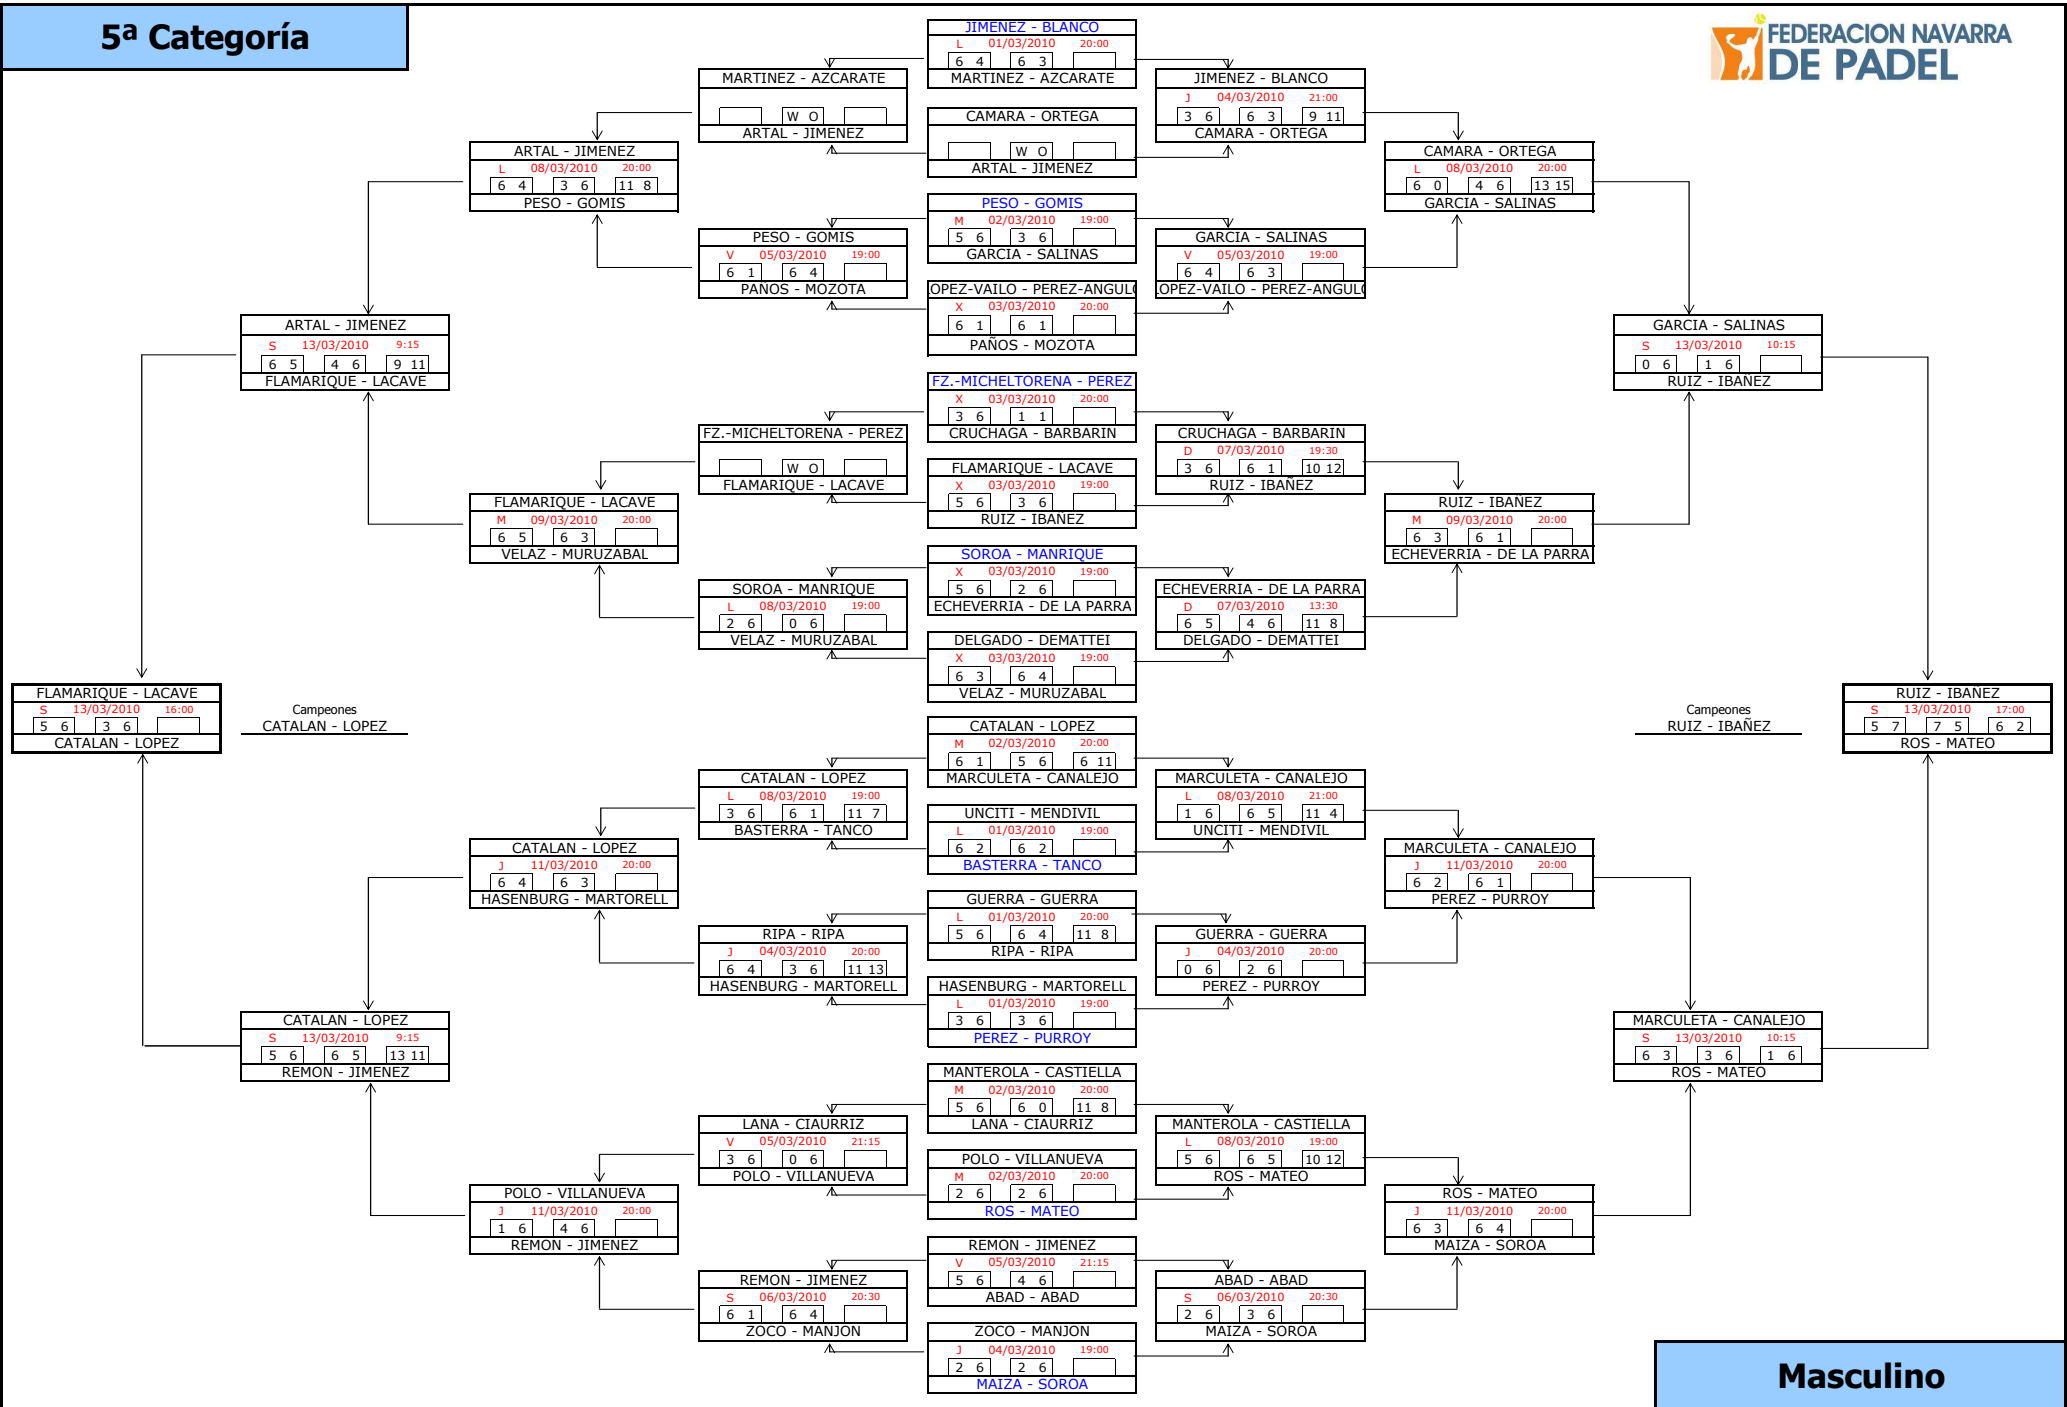 5ª Categoría
FEDERACION NAVARRA
DE PADEL
FLAMARIQUE - LACAVE
S 13/03/2010 16:00
5 6 3 6
CATALAN - LOPEZ
Campeones
CATALAN - LOPEZ
ARTAL - JIMENEZ
S 13/03/2010 9:15
6 5 4 6 9 11
FLAMARIQUE - LACAVE
CATALAN - LOPEZ
S 13/03/2010 9:15
5 6 6 5 13 11
REMON - JIMENEZ
ARTAL - JIMENEZ
L 08/03/2010 20:00
6 4 3 6 11 8
PESO - GOMIS
FLAMARIQUE - LACAVE
M 09/03/2010 20:00
6 5 6 3
VELAZ - MURUZABAL
CATALAN - LOPEZ
J 11/03/2010 20:00
6 4 6 3
HASENBURG - MARTORELL
POLO - VILLANUEVA
J 11/03/2010 20:00
1 6 4 6
REMON - JIMENEZ
MARTINEZ - AZCARATE
W O
ARTAL - JIMENEZ
PESO - GOMIS
V 05/03/2010 19:00
6 1 6 4
PAÑOS - MOZOTA
FZ.-MICHELTORENA - PEREZ
W O
FLAMARIQUE - LACAVE
SOROA - MANRIQUE
L 08/03/2010 19:00
2 6 0 6
VELAZ - MURUZABAL
CATALAN - LOPEZ
L 08/03/2010 19:00
3 6 6 1 11 7
BASTERRA - TANCO
RIPA - RIPA
J 04/03/2010 20:00
6 4 3 6 11 13
HASENBURG - MARTORELL
LANA - CIAURRIZ
V 05/03/2010 21:15
3 6 0 6
POLO - VILLANUEVA
REMON - JIMENEZ
S 06/03/2010 20:30
6 1 6 4
ZOCO - MANJON
JIMENEZ - BLANCO
L 01/03/2010 20:00
6 4 6 3
MARTINEZ - AZCARATE
CAMARA - ORTEGA
W O
ARTAL - JIMENEZ
PESO - GOMIS
M 02/03/2010 19:00
5 6 3 6
GARCIA - SALINAS
OPEZ-VAILO - PEREZ-ANGUL
X 03/03/2010 20:00
6 1 6 1
PAÑOS - MOZOTA
FZ.-MICHELTORENA - PEREZ
X 03/03/2010 20:00
3 6 1 1
CRUCHAGA - BARBARIN
FLAMARIQUE - LACAVE
X 03/03/2010 19:00
5 6 3 6
RUIZ - IBAÑEZ
SOROA - MANRIQUE
X 03/03/2010 19:00
5 6 2 6
ECHEVERRIA - DE LA PARRA
DELGADO - DEMATTEI
X 03/03/2010 19:00
6 3 6 4
VELAZ - MURUZABAL
CATALAN - LOPEZ
M 02/03/2010 20:00
6 1 5 6 6 11
MARCULETA - CANALEJO
UNCITI - MENDIVIL
L 01/03/2010 19:00
6 2 6 2
BASTERRA - TANCO
GUERRA - GUERRA
L 01/03/2010 20:00
5 6 6 4 11 8
RIPA - RIPA
HASENBURG - MARTORELL
L 01/03/2010 19:00
3 6 3 6
PEREZ - PURROY
MANTEROLA - CASTIELLA
M 02/03/2010 20:00
5 6 6 0 11 8
LANA - CIAURRIZ
POLO - VILLANUEVA
M 02/03/2010 20:00
2 6 2 6
ROS - MATEO
REMON - JIMENEZ
V 05/03/2010 21:15
5 6 4 6
ABAD - ABAD
ZOCO - MANJON
J 04/03/2010 19:00
2 6 2 6
MAIZA - SOROA
JIMENEZ - BLANCO
J 04/03/2010 21:00
3 6 6 3 9 11
CAMARA - ORTEGA
GARCIA - SALINAS
V 05/03/2010 19:00
6 4 6 3
OPEZ-VAILO - PEREZ-ANGUL
CRUCHAGA - BARBARIN
D 07/03/2010 19:30
3 6 6 1 10 12
RUIZ - IBAÑEZ
ECHEVERRIA - DE LA PARRA
D 07/03/2010 13:30
6 5 4 6 11 8
DELGADO - DEMATTEI
MARCULETA - CANALEJO
L 08/03/2010 21:00
1 6 6 5 11 4
UNCITI - MENDIVIL
GUERRA - GUERRA
J 04/03/2010 20:00
0 6 2 6
PEREZ - PURROY
MANTEROLA - CASTIELLA
L 08/03/2010 19:00
5 6 6 5 10 12
ROS - MATEO
ABAD - ABAD
S 06/03/2010 20:30
2 6 3 6
MAIZA - SOROA
CAMARA - ORTEGA
L 08/03/2010 20:00
6 0 4 6 13 15
GARCIA - SALINAS
RUIZ - IBAÑEZ
M 09/03/2010 20:00
6 3 6 1
ECHEVERRIA - DE LA PARRA
MARCULETA - CANALEJO
J 11/03/2010 20:00
6 2 6 1
PEREZ - PURROY
ROS - MATEO
J 11/03/2010 20:00
6 3 6 4
MAIZA - SOROA
GARCIA - SALINAS
S 13/03/2010 10:15
0 6 1 6
RUIZ - IBAÑEZ
MARCULETA - CANALEJO
S 13/03/2010 10:15
6 3 3 6 1 6
ROS - MATEO
Campeones
RUIZ - IBAÑEZ
RUIZ - IBAÑEZ
S 13/03/2010 17:00
5 7 7 5 6 2
ROS - MATEO
Masculino